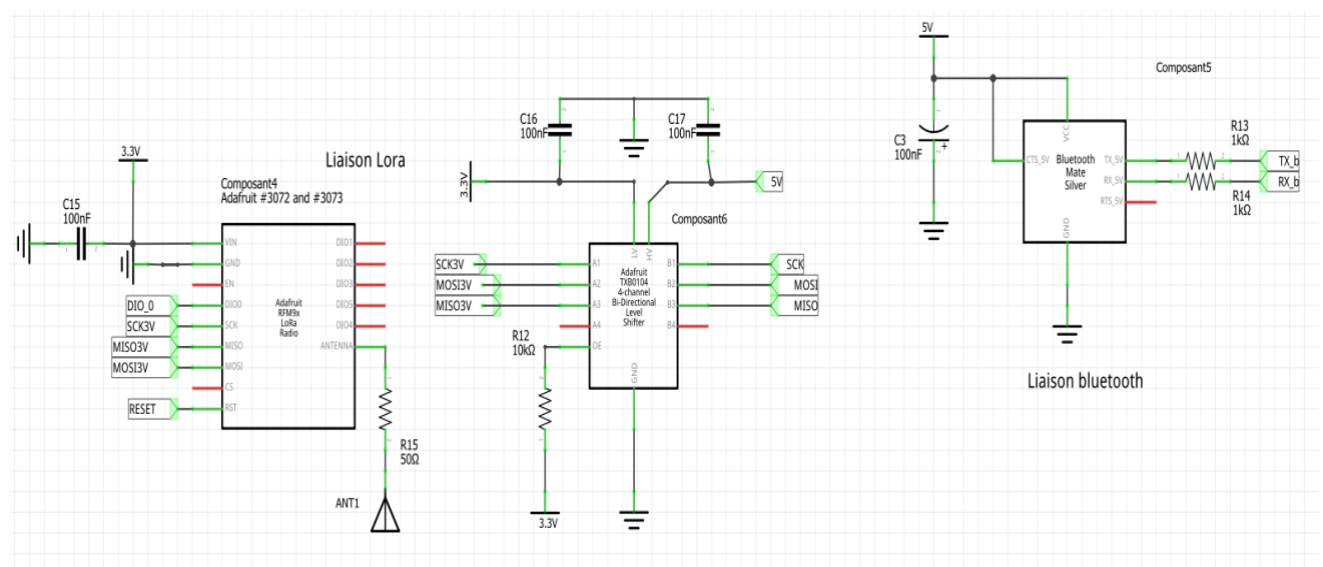 5V
Composant5
C3
100nF
+
VCC
CTS_5V
Bluetooth
Mate
Silver
TX_5V
RX_5V
RTS_5V
GND
R13
1kΩ
R14
1kΩ
TX_b
RX_b
Liaison bluetooth
C16
100nF
C17
100nF
3.3V
5V
Composant6
LV
HV
SCK3V
MOSI3V
MISO3V
A1
A2
A3
A4
OE
Adafruit
TXB0104
4-channel
Bi-Directional
Level
Shifter
B1
B2
B3
B4
GND
SCK
MOSI
MISO
R12
10kΩ
3.3V
Liaison Lora
3.3V
Composant4
Adafruit #3072 and #3073
C15
100nF
VIN
GND
EN
DIO0
SCK
MISO
MOSI
CS
RST
DIO_0
SCK3V
MISO3V
MOSI3V
RESET
Adafruit
RFM9x
LoRa
Radio
DIO1
DIO2
DIO3
DIO5
DIO4
ANTENNA
R15
50Ω
ANT1